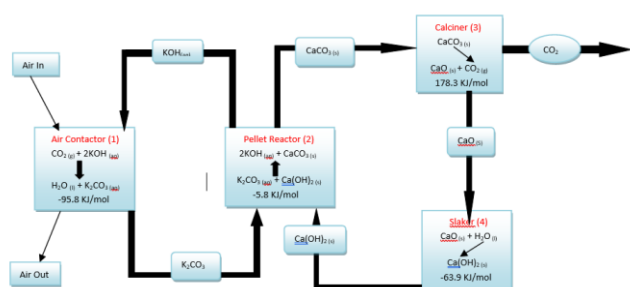 Air In
KOH(aq)
CaCO₃ (s)
Calciner (3)
CaCO₃ (s)
CaO (s) + CO₂ (g)
178.3 KJ/mol
CO₂
Air Contactor (1)
CO₂ (g) + 2KOH (aq)
H₂O (l) + K₂CO₃ (aq)
-95.8 KJ/mol
Pellet Reactor (2)
2KOH (aq) + CaCO₃ (s)
K₂CO₃ (aq) + Ca(OH)₂ (s)
-5.8 KJ/mol
CaO (s)
Air Out
K₂CO₃
Ca(OH)₂ (s)
Slaker (4)
CaO (s) + H₂O (l)
Ca(OH)₂ (s)
-63.9 KJ/mol